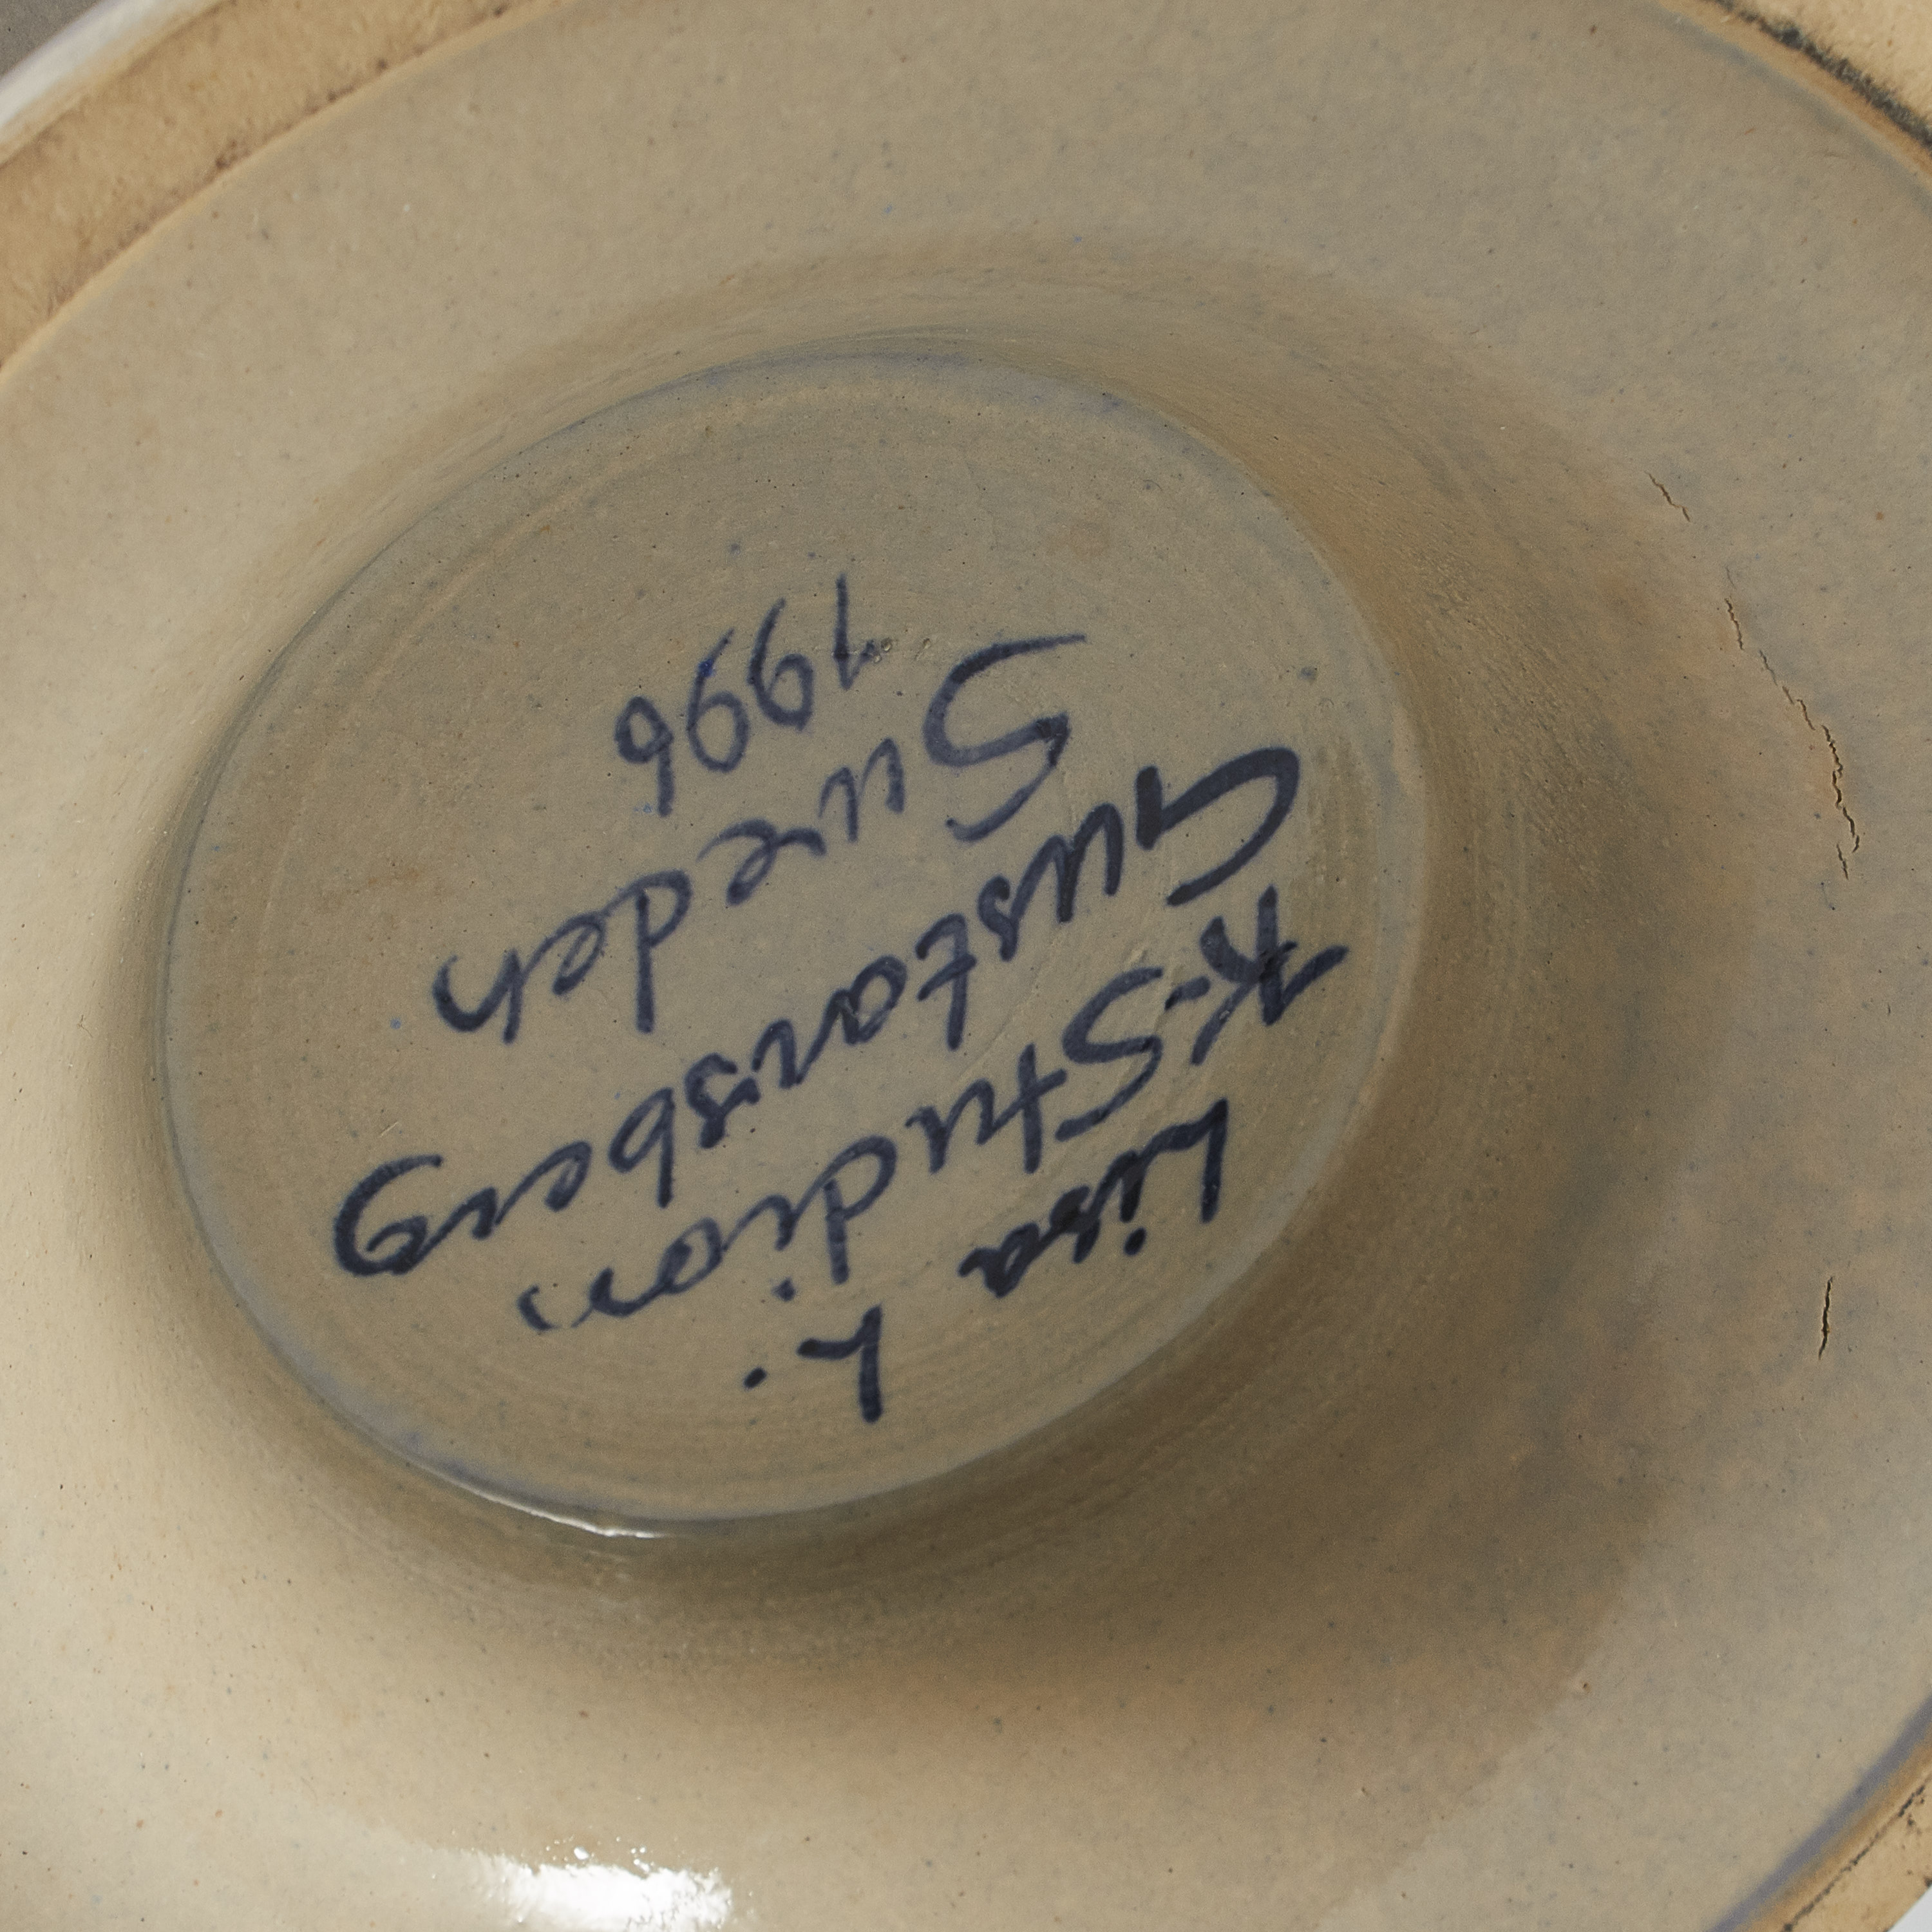 Lisa L.
K-Studion
Gustavsberg
Sweden
1996